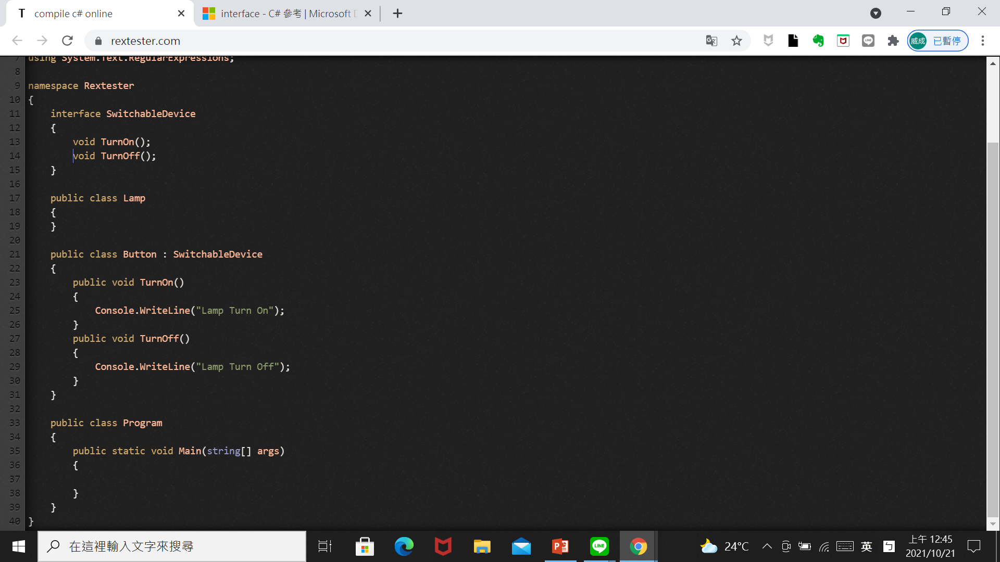 compile c# online
interface - C# 參考 | Microsoft D
rextester.com
威成 已暫停
7 using System.Text.RegularExpressions;
8
9 namespace Rextester
10 {
11 interface SwitchableDevice
12 {
13 void TurnOn();
14 void TurnOff();
15 }
16
17 public class Lamp
18 {
19 }
20
21 public class Button : SwitchableDevice
22 {
23 public void TurnOn()
24 {
25 Console.WriteLine("Lamp Turn On");
26 }
27 public void TurnOff()
28 {
29 Console.WriteLine("Lamp Turn Off");
30 }
31 }
32
33 public class Program
34 {
35 public static void Main(string[] args)
36 {
37
38 }
39 }
40 }
在這裡輸入文字來搜尋
LINE
24°C
英
ㄅ
上午 12:45
2021/10/21